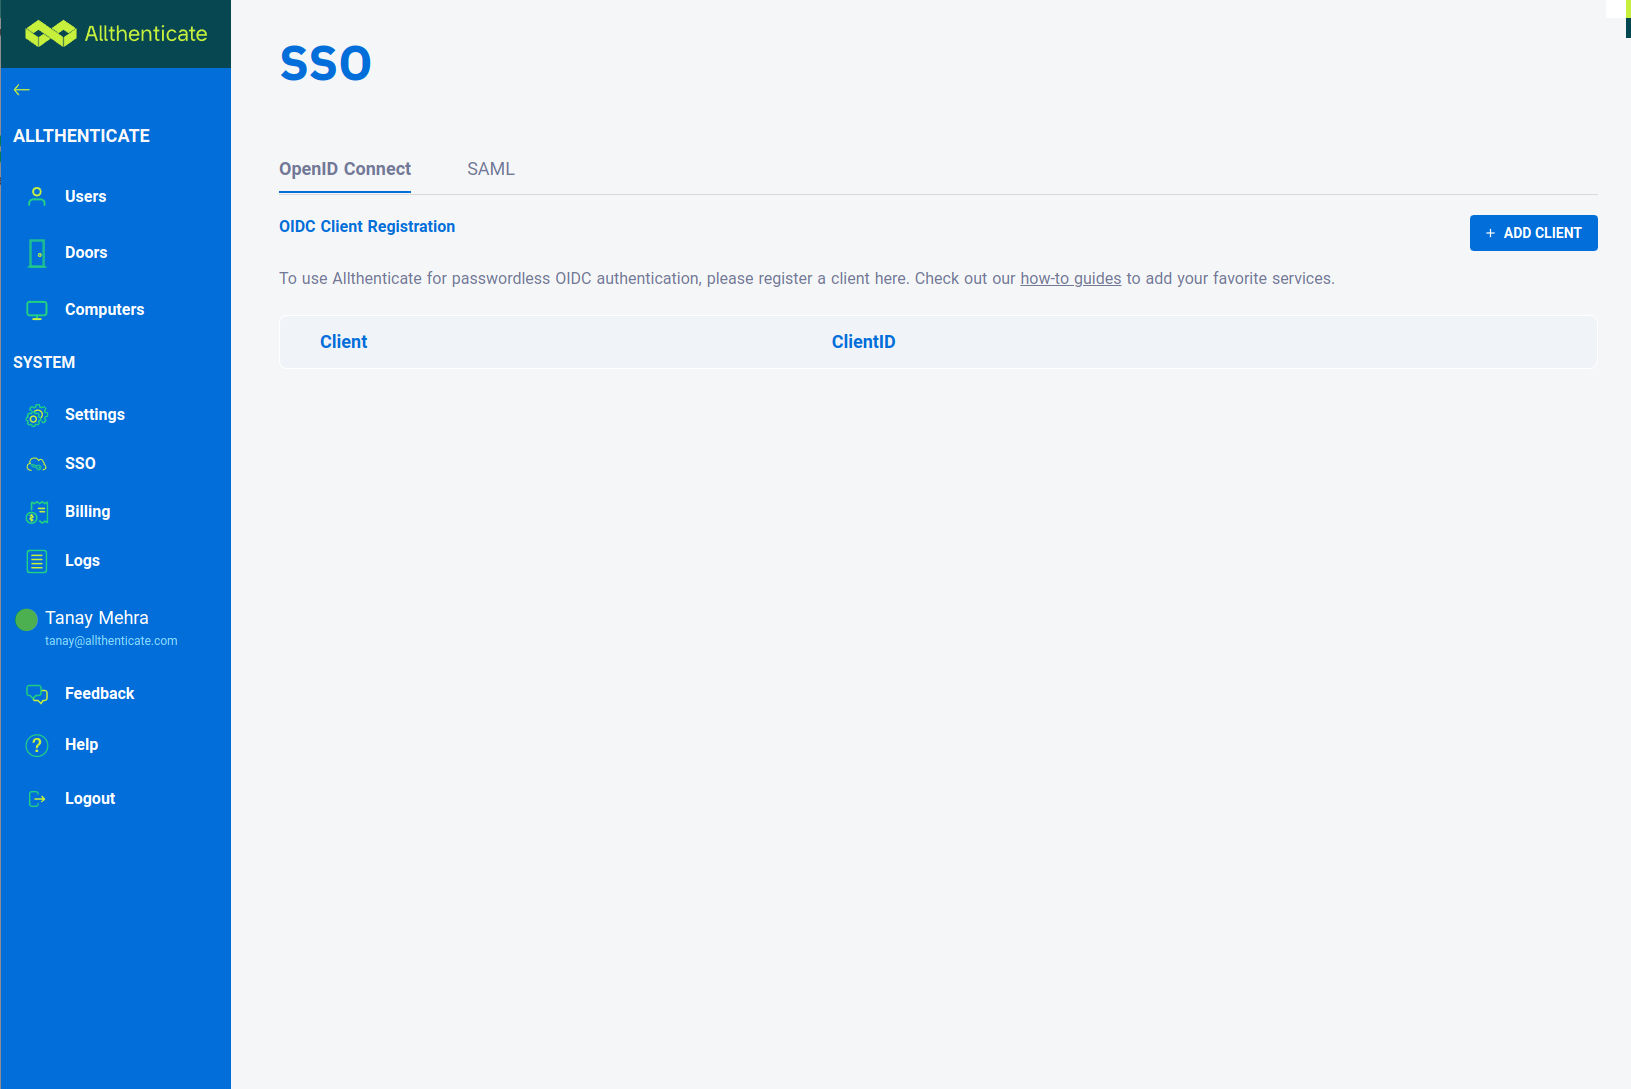 Allthenticate
ALLTHENTICATE
Users
Doors
Computers
SYSTEM
Settings
SSO
Billing
Logs
Tanay Mehra
tanay@allthenticate.com
Feedback
Help
Logout
SSO
OpenID Connect SAML
OIDC Client Registration
+ ADD CLIENT
To use Allthenticate for passwordless OIDC authentication, please register a client here. Check out our how-to guides to add your favorite services.
Client ClientID